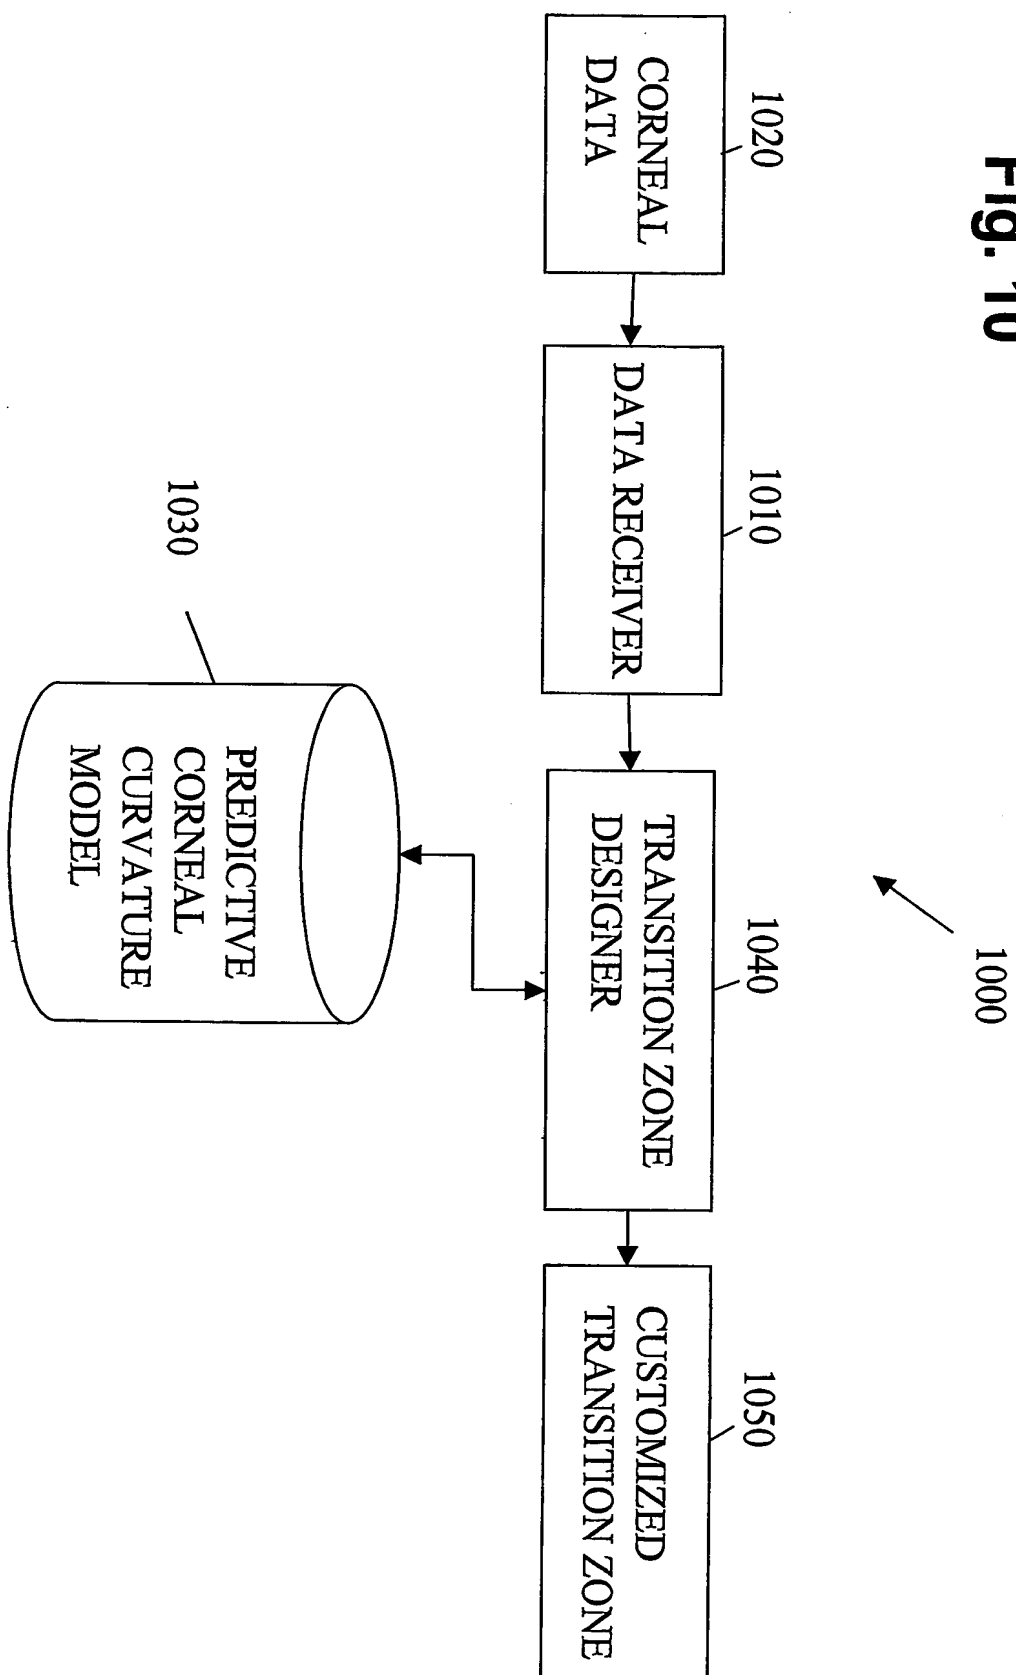 Fig. 10
1000
1020
CORNEAL
DATA
1010
DATA RECEIVER
1040
TRANSITION ZONE
DESIGNER
1050
CUSTOMIZED
TRANSITION ZONE
1030
PREDICTIVE
CORNEAL
CURVATURE
MODEL